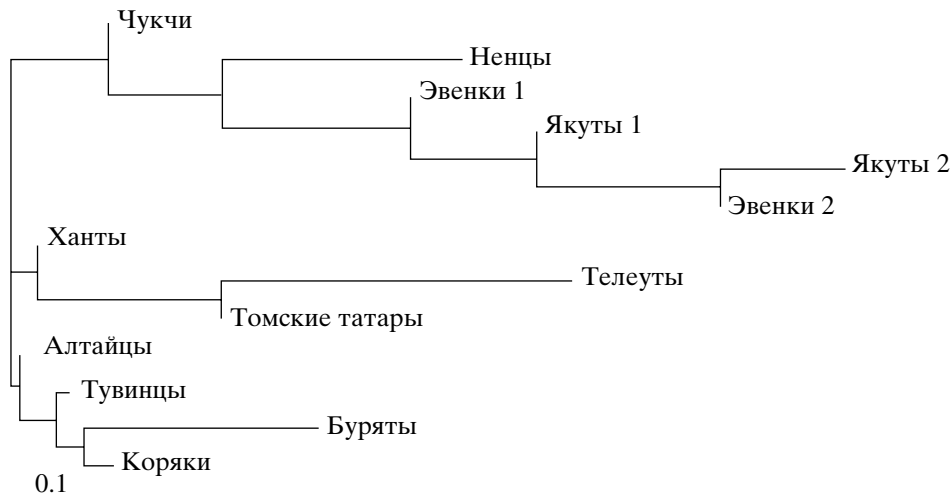 Чукчи
Ненцы
Эвенки 1
Якуты 1
Якуты 2
Эвенки 2
Ханты
Телеуты
Томские татары
Алтайцы
Тувинцы
Буряты
Коряки
0.1